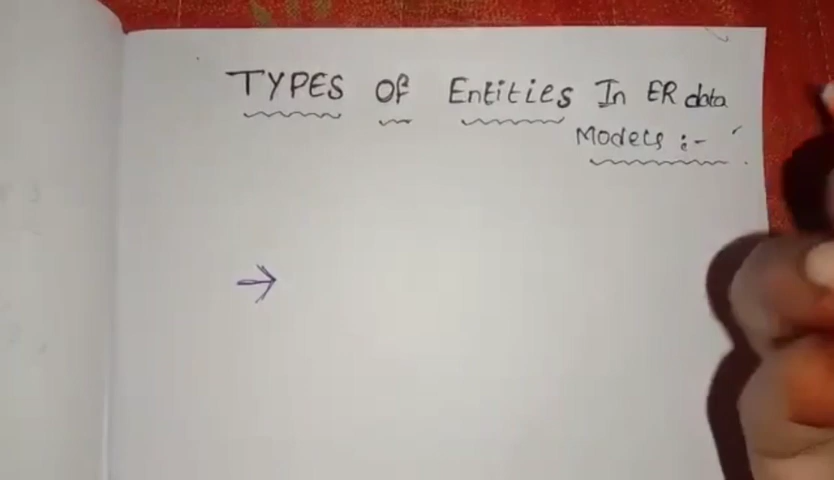 TYPES OF Entities In ER data
Models :-
→